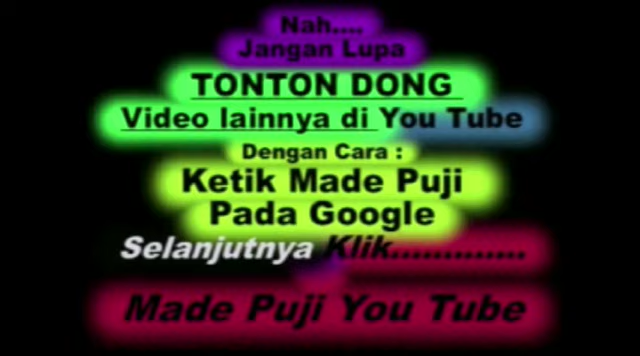 Nah....
Jangan Lupa
TONTON DONG
Video lainnya di You Tube
Dengan Cara :
Ketik Made Puji
Pada Google
Selanjutnya Klik.............
Made Puji You Tube